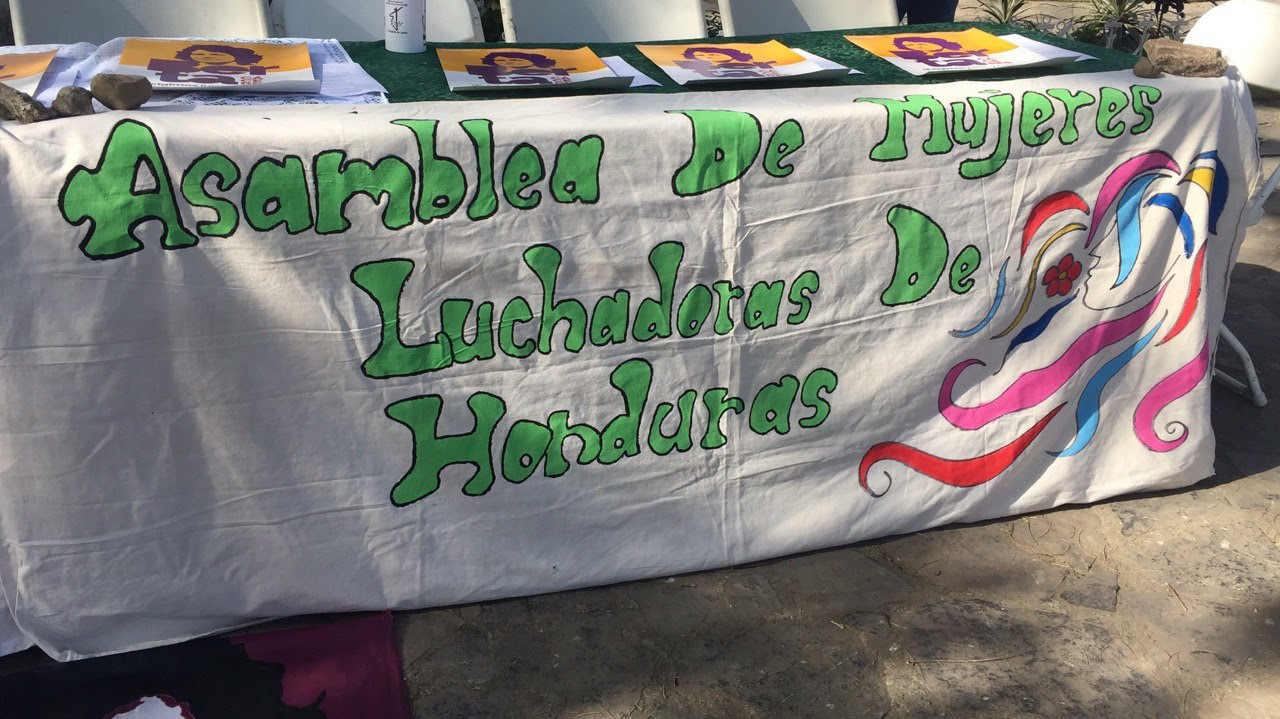 Asamblea De Mujeres
Luchadoras De
Honduras